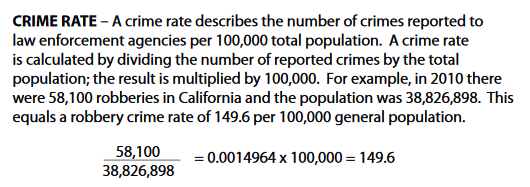 CRIME RATE – A crime rate describes the number of crimes reported to
law enforcement agencies per 100,000 total population.  A crime rate
is calculated by dividing the number of reported crimes by the total
population; the result is multiplied by 100,000.  For example, in 2010 there
were 58,100 robberies in California and the population was 38,826,898.  This
equals a robbery crime rate of 149.6 per 100,000 general population.
58,100
38,826,898
= 0.0014964 x 100,000 = 149.6